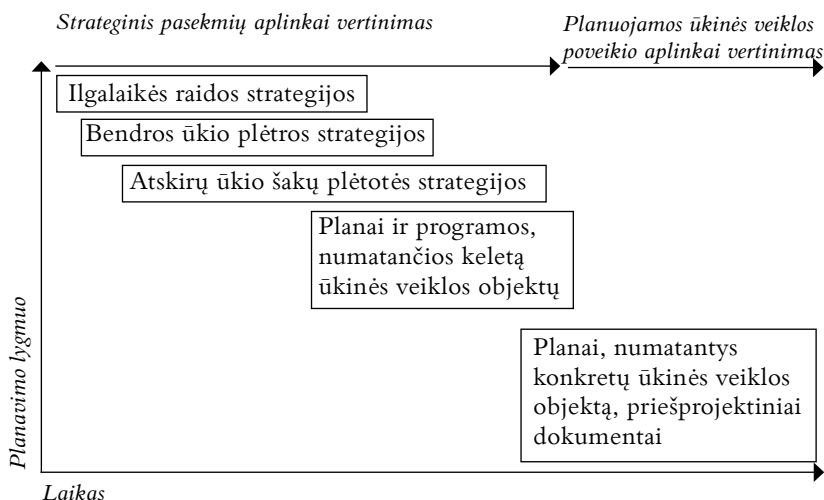 Strateginis pasekmių aplinkai vertinimas
Planuojamos ūkinės veiklos
poveikio aplinkai vertinimas
Ilgalaikės raidos strategijos
Bendros ūkio plėtros strategijos
Atskirų ūkio šakų plėtotės strategijos
Planai ir programos,
numatančios keletą
ūkinės veiklos objektų
Planai, numatantys
konkretų ūkinės veiklos
objektą, priešprojektiniai
dokumentai
Planavimo lygmuo
Laikas